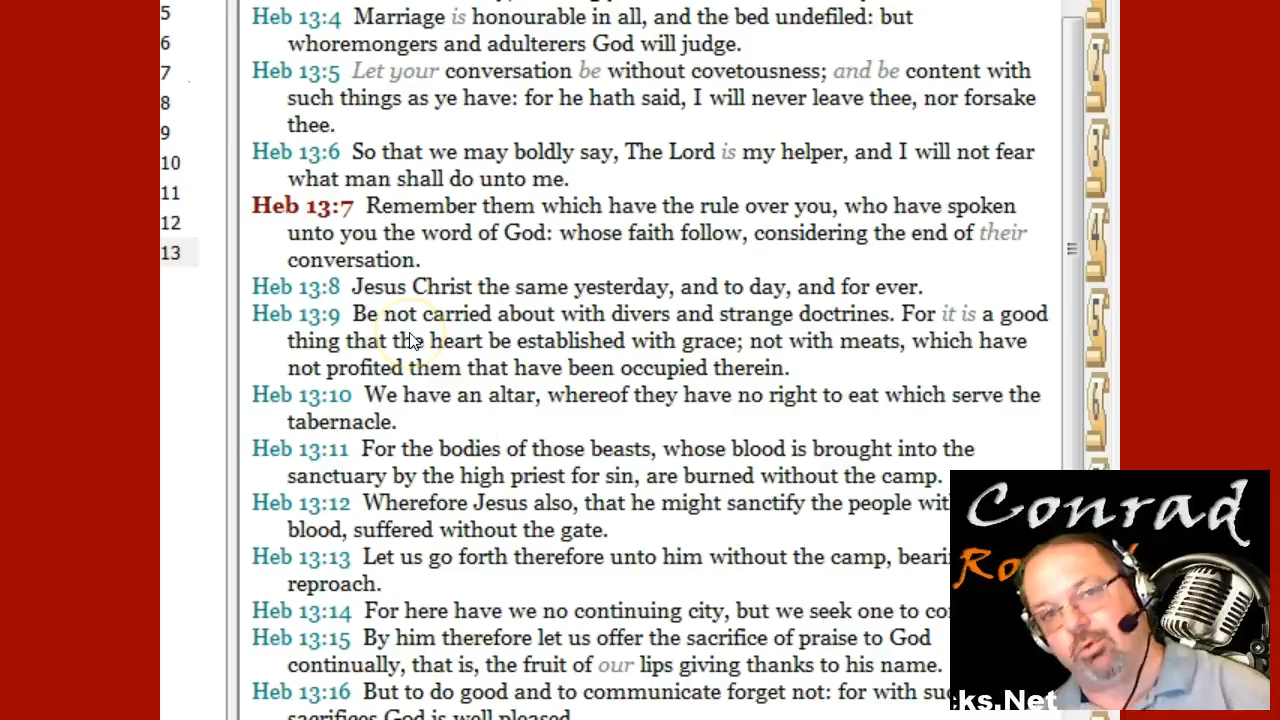 5
6
7
8
9
10
11
12
13
Heb 13:4 Marriage is honourable in all, and the bed undefiled: but
whoremongers and adulterers God will judge.
Heb 13:5 Let your conversation be without covetousness; and be content with
such things as ye have: for he hath said, I will never leave thee, nor forsake
thee.
Heb 13:6 So that we may boldly say, The Lord is my helper, and I will not fear
what man shall do unto me.
Heb 13:7 Remember them which have the rule over you, who have spoken
unto you the word of God: whose faith follow, considering the end of their
conversation.
Heb 13:8 Jesus Christ the same yesterday, and to day, and for ever.
Heb 13:9 Be not carried about with divers and strange doctrines. For it is a good
thing that the heart be established with grace; not with meats, which have
not profited them that have been occupied therein.
Heb 13:10 We have an altar, whereof they have no right to eat which serve the
tabernacle.
Heb 13:11 For the bodies of those beasts, whose blood is brought into the
sanctuary by the high priest for sin, are burned without the camp.
Heb 13:12 Wherefore Jesus also, that he might sanctify the people wit
blood, suffered without the gate.
Heb 13:13 Let us go forth therefore unto him without the camp, beari
reproach.
Heb 13:14 For here have we no continuing city, but we seek one to co
Heb 13:15 By him therefore let us offer the sacrifice of praise to God
continually, that is, the fruit of our lips giving thanks to his name.
Heb 13:16 But to do good and to communicate forget not: for with suc
sacrifices God is well pleased
2
3
4
5
6
Conrad
Ro
cks.Net